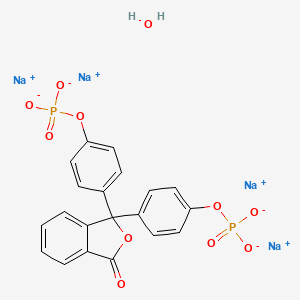 H O H
Na + Na +
O - O -
P
O O
Na +
O O -
P
O O - Na +
O
O